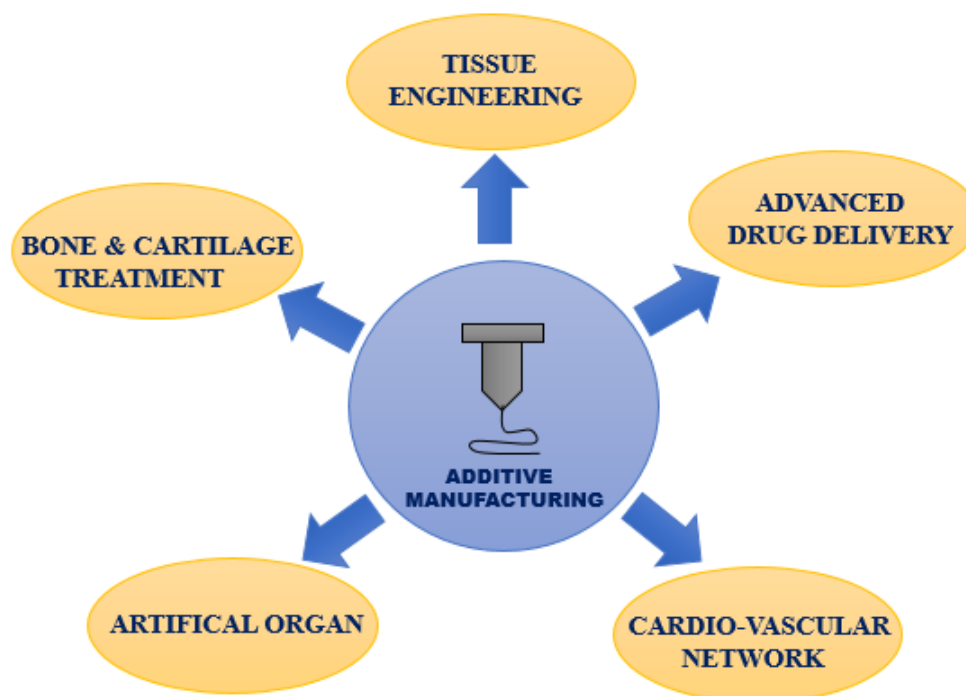 TISSUE
ENGINEERING
ADVANCED
DRUG DELIVERY
BONE & CARTILAGE
TREATMENT
ADDITIVE
MANUFACTURING
ARTIFICAL ORGAN
CARDIO-VASCULAR
NETWORK